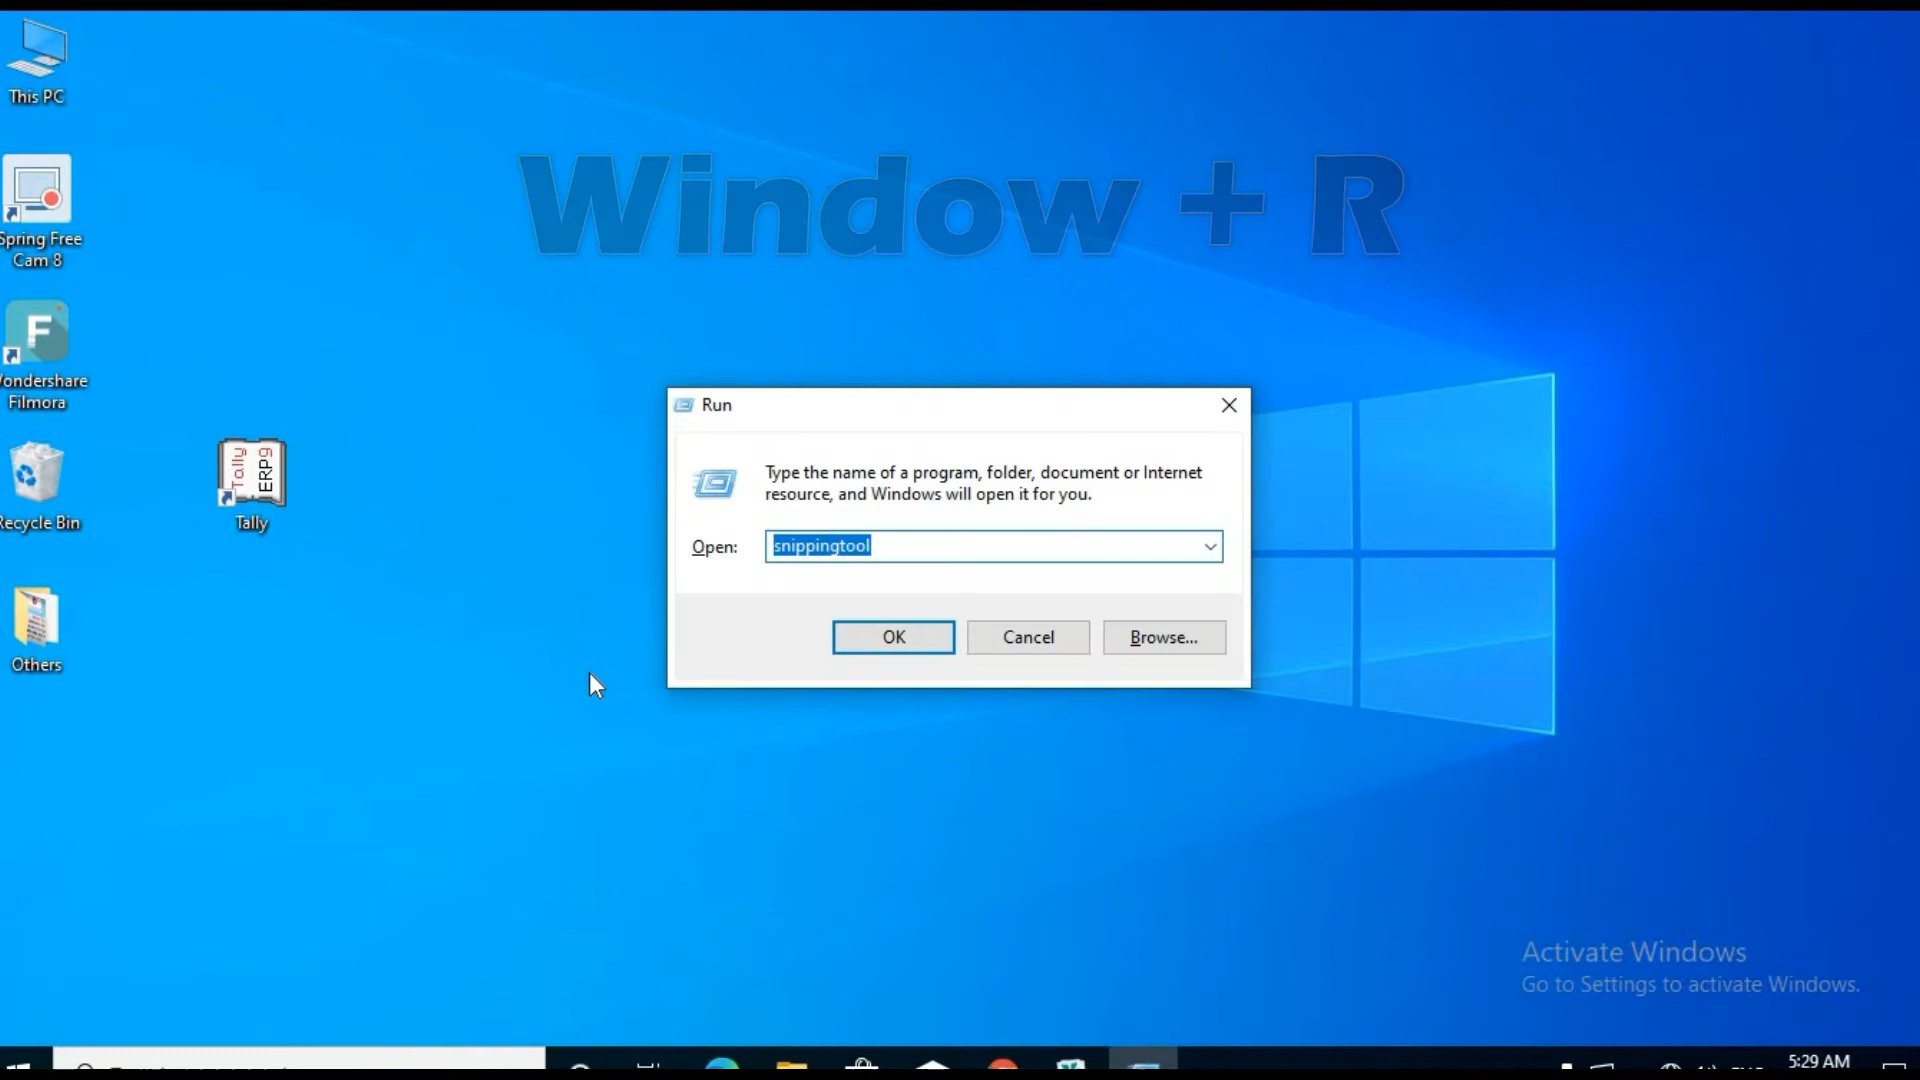 This PC
Window + R
Spring Free
Cam 8
Wondershare
Filmora
Recycle Bin
Tally
ERP9
Tally
Others
Run
Type the name of a program, folder, document or Internet
resource, and Windows will open it for you.
Open:
snippingtool
OK
Cancel
Browse...
Activate Windows
Go to Settings to activate Windows.
5:29 AM